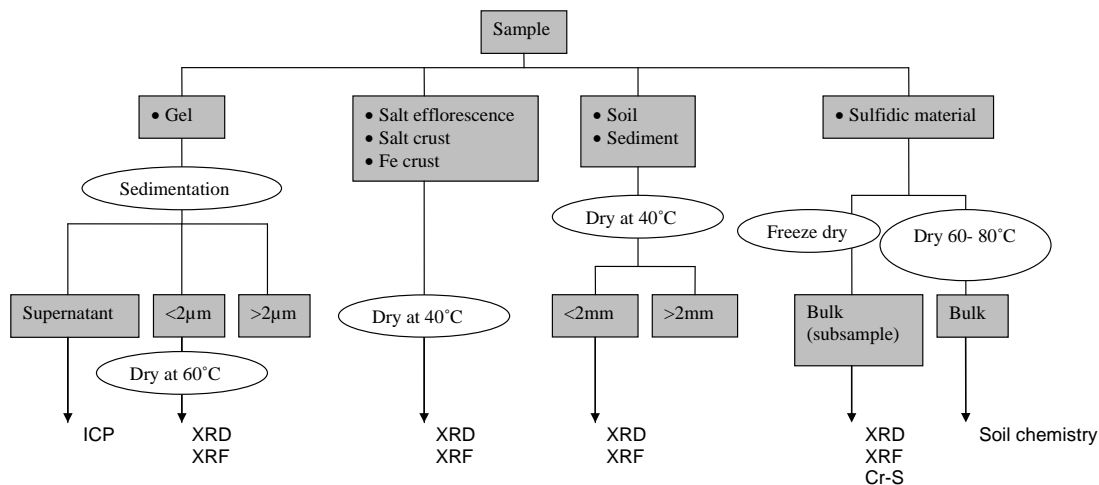 Sample
• Gel
• Salt efflorescence
• Salt crust
• Fe crust
• Soil
• Sediment
• Sulfidic material
Sedimentation
Dry at 40˚C
Freeze dry
Dry 60- 80˚C
Supernatant
<2µm
>2µm
Dry at 40˚C
<2mm
>2mm
Bulk
(subsample)
Bulk
Dry at 60˚C
ICP
XRD
XRF
XRD
XRF
XRD
XRF
XRD
XRF
Cr-S
Soil chemistry